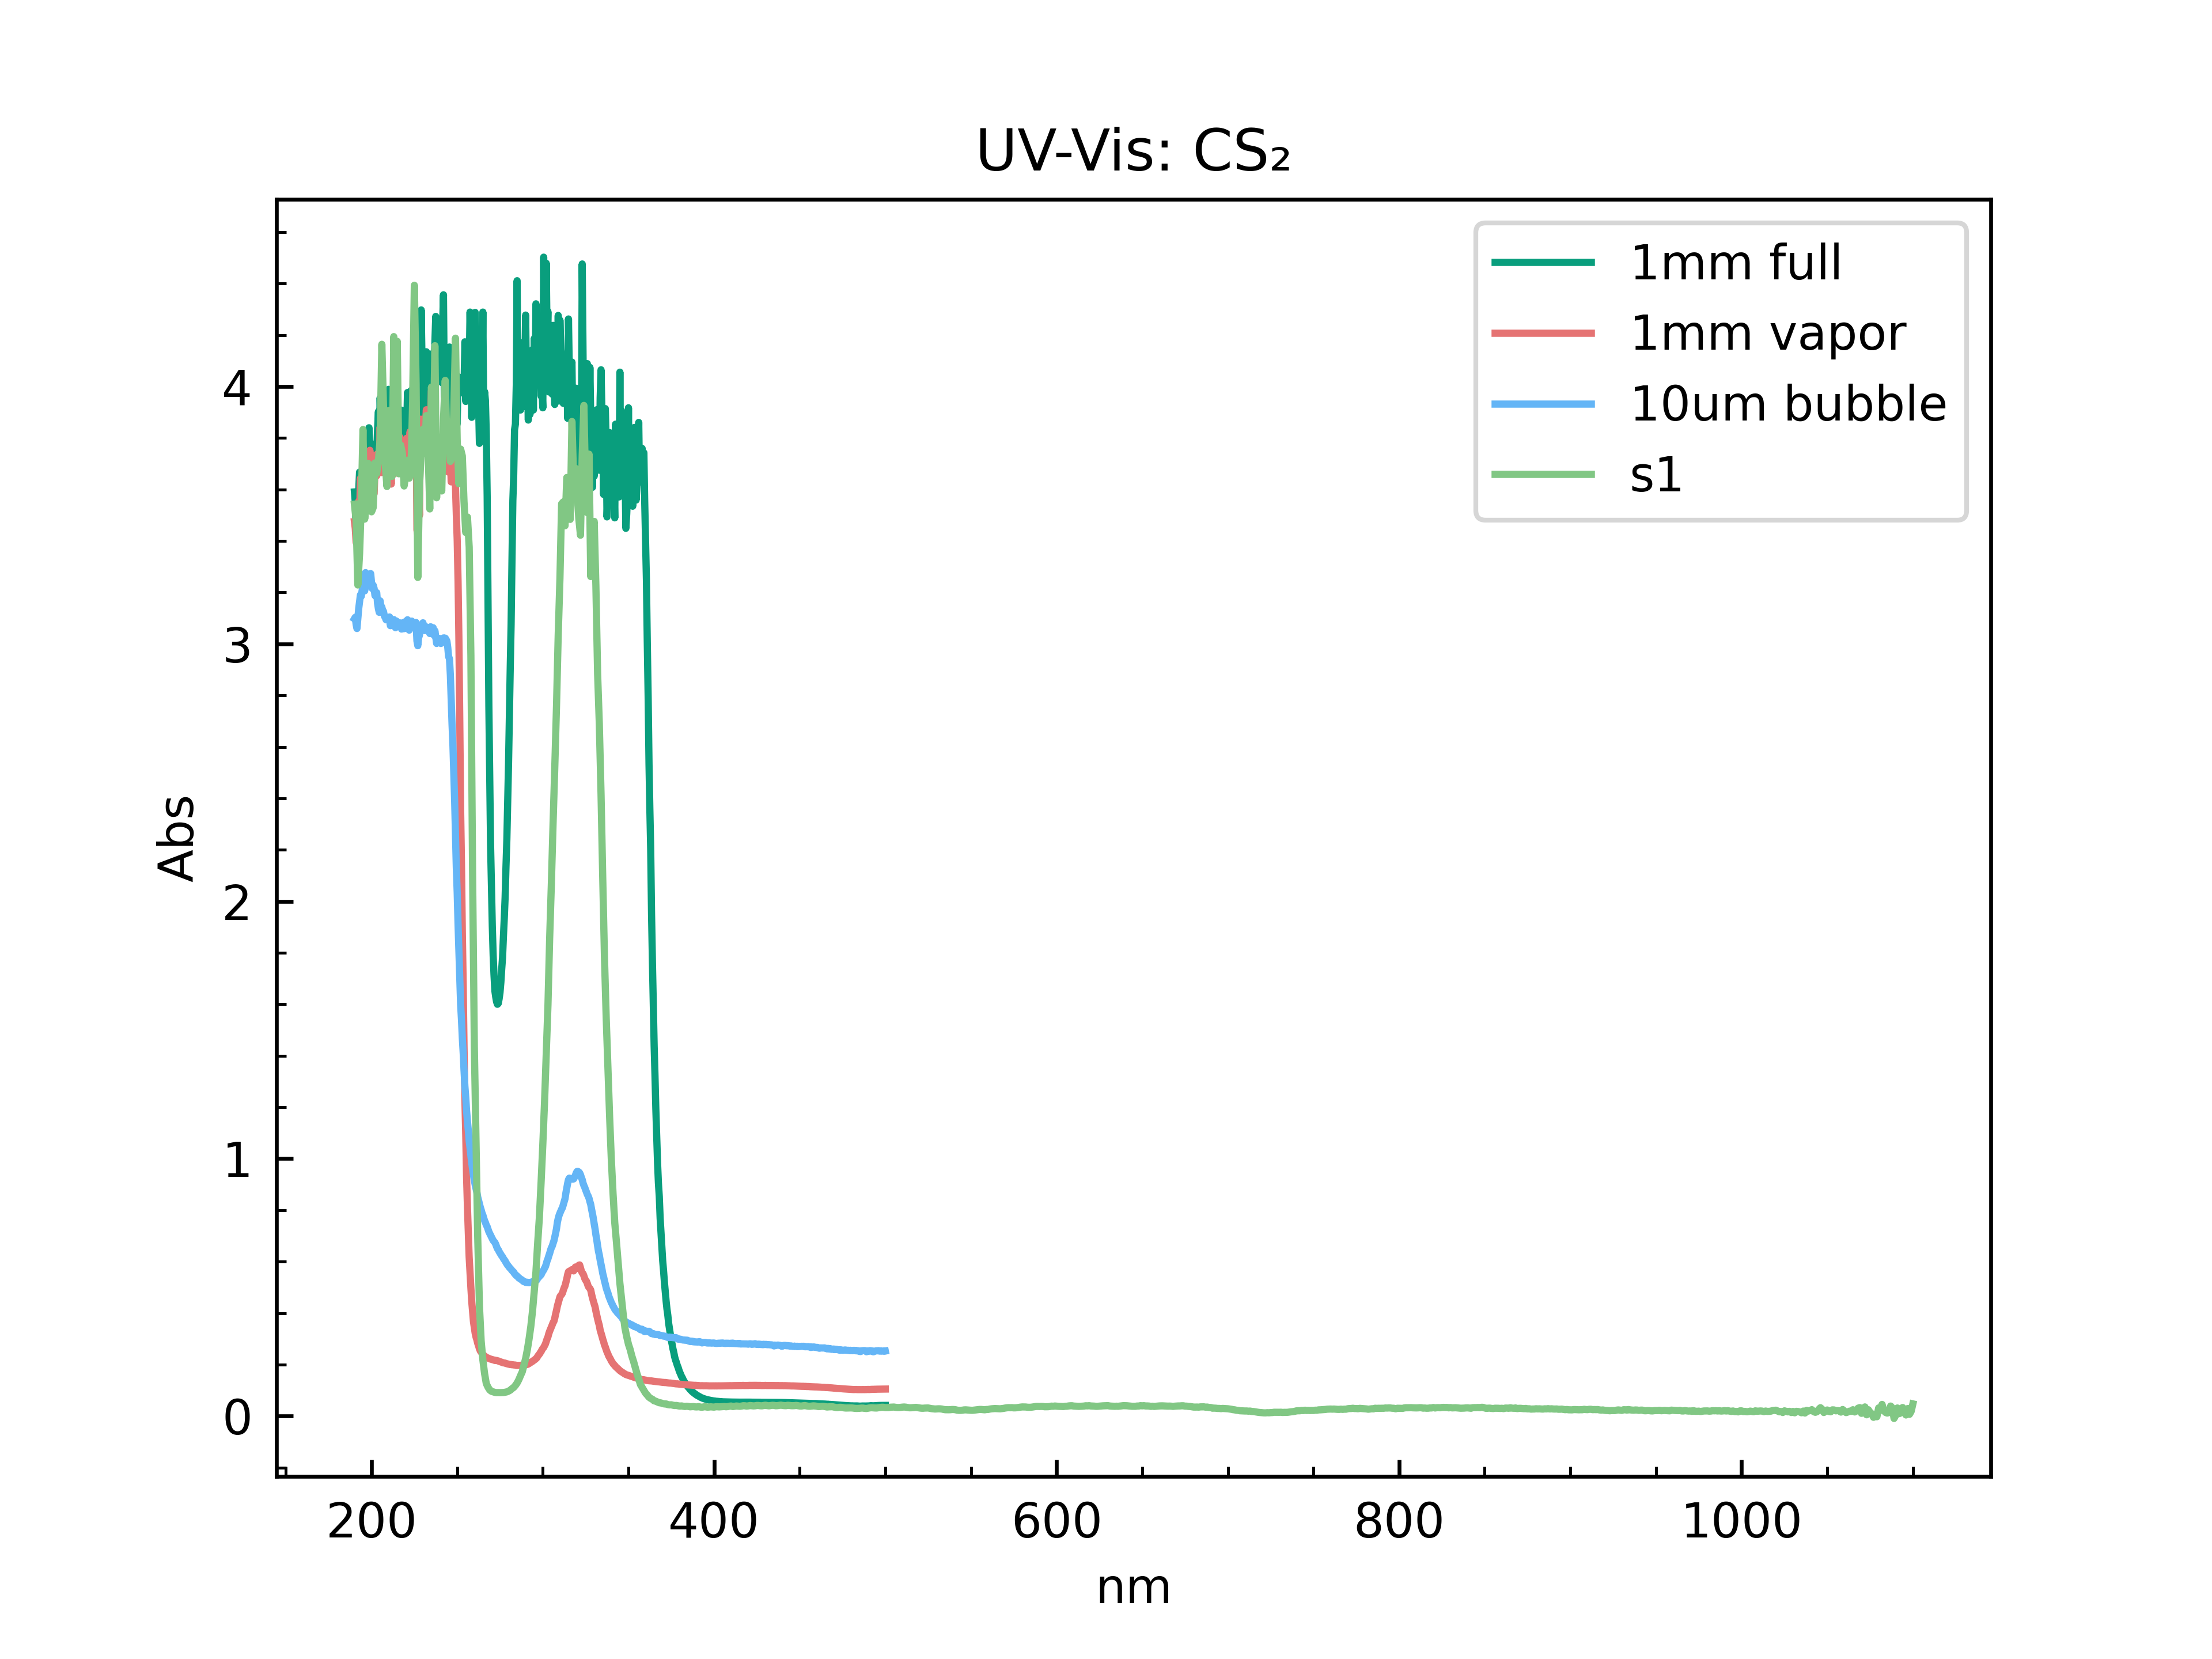 UV-Vis: CS₂
1mm full
1mm vapor
10um bubble
s1
4
3
2
1
0
Abs
200 400 600 800 1000
nm